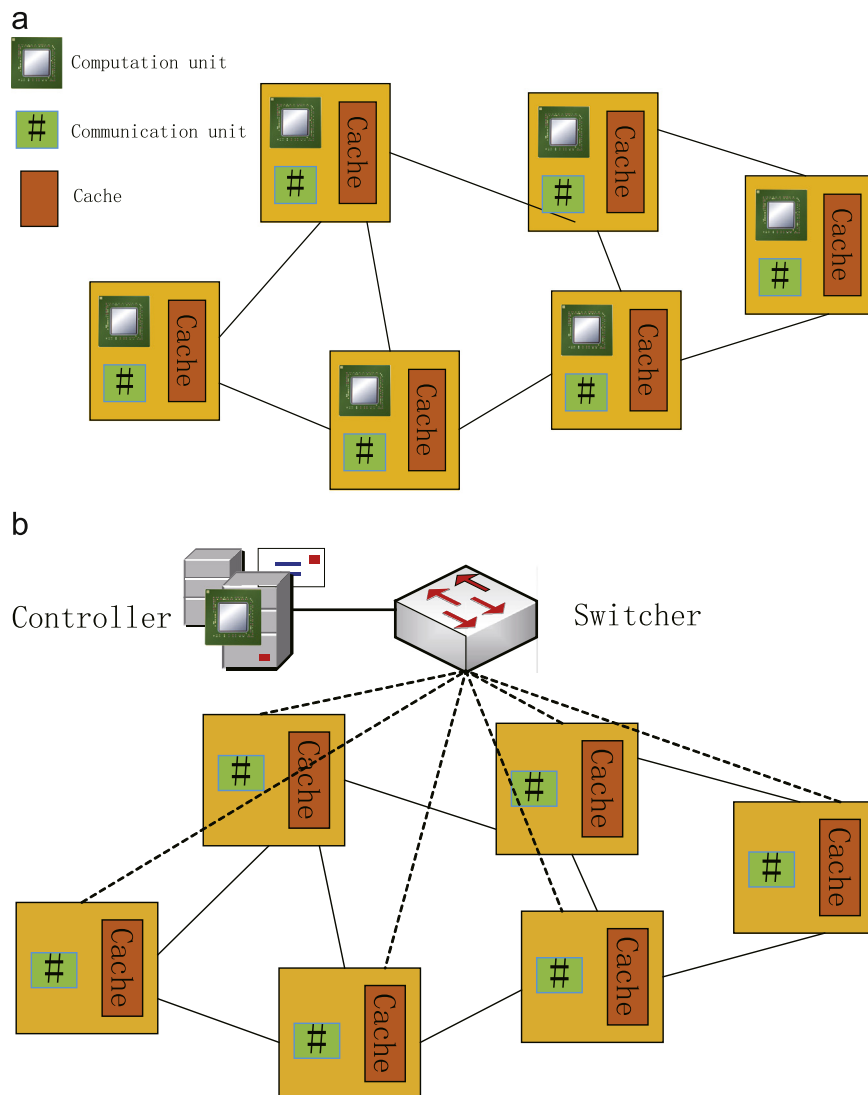 a
Computation unit
# Communication unit
Cache
Cache
#
Cache
#
Cache
#
Cache
#
Cache
#
Cache
#
b
Controller
Switcher
# Cache
# Cache
# Cache
# Cache
# Cache
# Cache